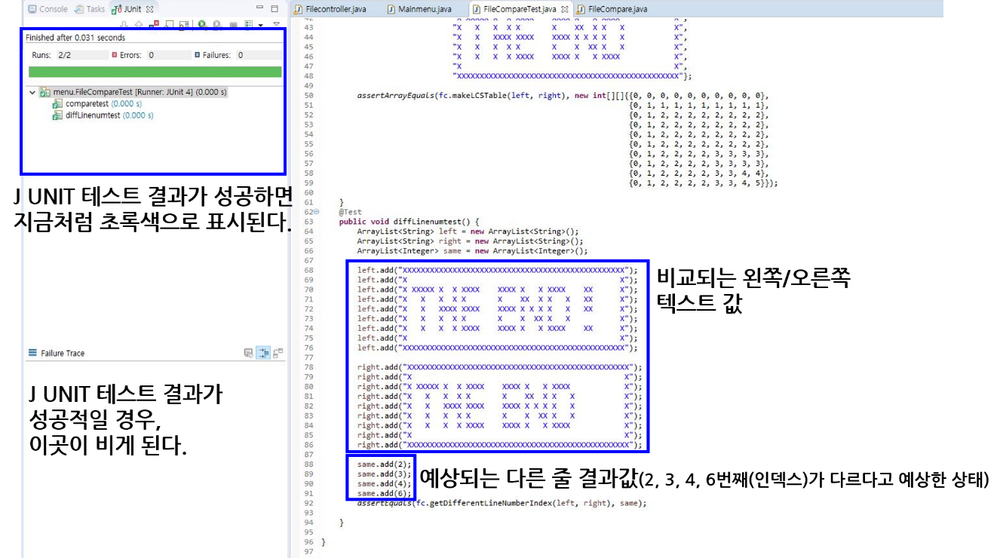 Console Tasks JUnit
Finished after 0.031 seconds
Runs: 2/2 Errors: 0 Failures: 0
menu.FileCompareTest [Runner: JUnit 4] (0.000 s)
comparetest (0.000 s)
diffLinenumtest (0.000 s)
J UNIT 테스트 결과가 성공하면
지금처럼 초록색으로 표시된다.
Failure Trace
J UNIT 테스트 결과가
성공적일 경우,
이곳이 비게 된다.
Filecontroller.java Mainmenu.java FileCompareTest.java FileCompare.java
43 "X X X X X X XX X X X",
44 "X X XXXX XXXX XXXX X X X X X X",
45 "X X X X X X X XX X X X",
46 "X X X X XXXX XXXX X X XXXX X",
47 "X X",
48 "XXXXXXXXXXXXXXXXXXXXXXXXXXXXXXXXXXXXXXXXXXXXXXXXX"};
49
50 assertArrayEquals(fc.makeLCSTable(left, right), new int[][]{{0, 0, 0, 0, 0, 0, 0, 0, 0, 0},
51 {0, 1, 1, 1, 1, 1, 1, 1, 1, 1},
52 {0, 1, 2, 2, 2, 2, 2, 2, 2, 2},
53 {0, 1, 2, 2, 2, 2, 2, 2, 2, 2},
54 {0, 1, 2, 2, 2, 2, 2, 2, 2, 2},
55 {0, 1, 2, 2, 2, 2, 2, 2, 2, 2},
56 {0, 1, 2, 2, 2, 2, 3, 3, 3, 3},
57 {0, 1, 2, 2, 2, 2, 3, 3, 3, 3},
58 {0, 1, 2, 2, 2, 2, 3, 3, 4, 4},
59 {0, 1, 2, 2, 2, 2, 3, 3, 4, 5}});
60
61 }
62 @Test
63 public void diffLinenumtest() {
64 ArrayList<String> left = new ArrayList<String>();
65 ArrayList<String> right = new ArrayList<String>();
66 ArrayList<Integer> same = new ArrayList<Integer>();
67
68 left.add("XXXXXXXXXXXXXXXXXXXXXXXXXXXXXXXXXXXXXXXXXXXXXXXXX");
69 left.add("X X");
70 left.add("X XXXXX X X XXXX XXXX X X XXXX XX X");
71 left.add("X X X X X X XX X X X XX X");
72 left.add("X X XXXX XXXX XXXX X X X X X XX X");
73 left.add("X X X X X X X XX X X X");
74 left.add("X X X X XXXX XXXX X X XXXX XX X");
75 left.add("X X");
76 left.add("XXXXXXXXXXXXXXXXXXXXXXXXXXXXXXXXXXXXXXXXXXXXXXXXX");
77
78 right.add("XXXXXXXXXXXXXXXXXXXXXXXXXXXXXXXXXXXXXXXXXXXXXXXXX");
79 right.add("X X");
80 right.add("X XXXXX X X XXXX XXXX X X XXXX X");
81 right.add("X X X X X X XX X X X X");
82 right.add("X X XXXX XXXX XXXX X X X X X X");
83 right.add("X X X X X X X XX X X X");
84 right.add("X X X X XXXX XXXX X X XXXX X");
85 right.add("X X");
86 right.add("XXXXXXXXXXXXXXXXXXXXXXXXXXXXXXXXXXXXXXXXXXXXXXXXX");
87
비교되는 왼쪽/오른쪽
텍스트 값
88 same.add(2);
89 same.add(3);
90 same.add(4);
91 same.add(6);
예상되는 다른 줄 결과값(2, 3, 4, 6번째(인덱스)가 다르다고 예상한 상태)
92 assertEquals(fc.getDifferentLineNumberIndex(left, right), same);
93
94 }
95
96 }
97